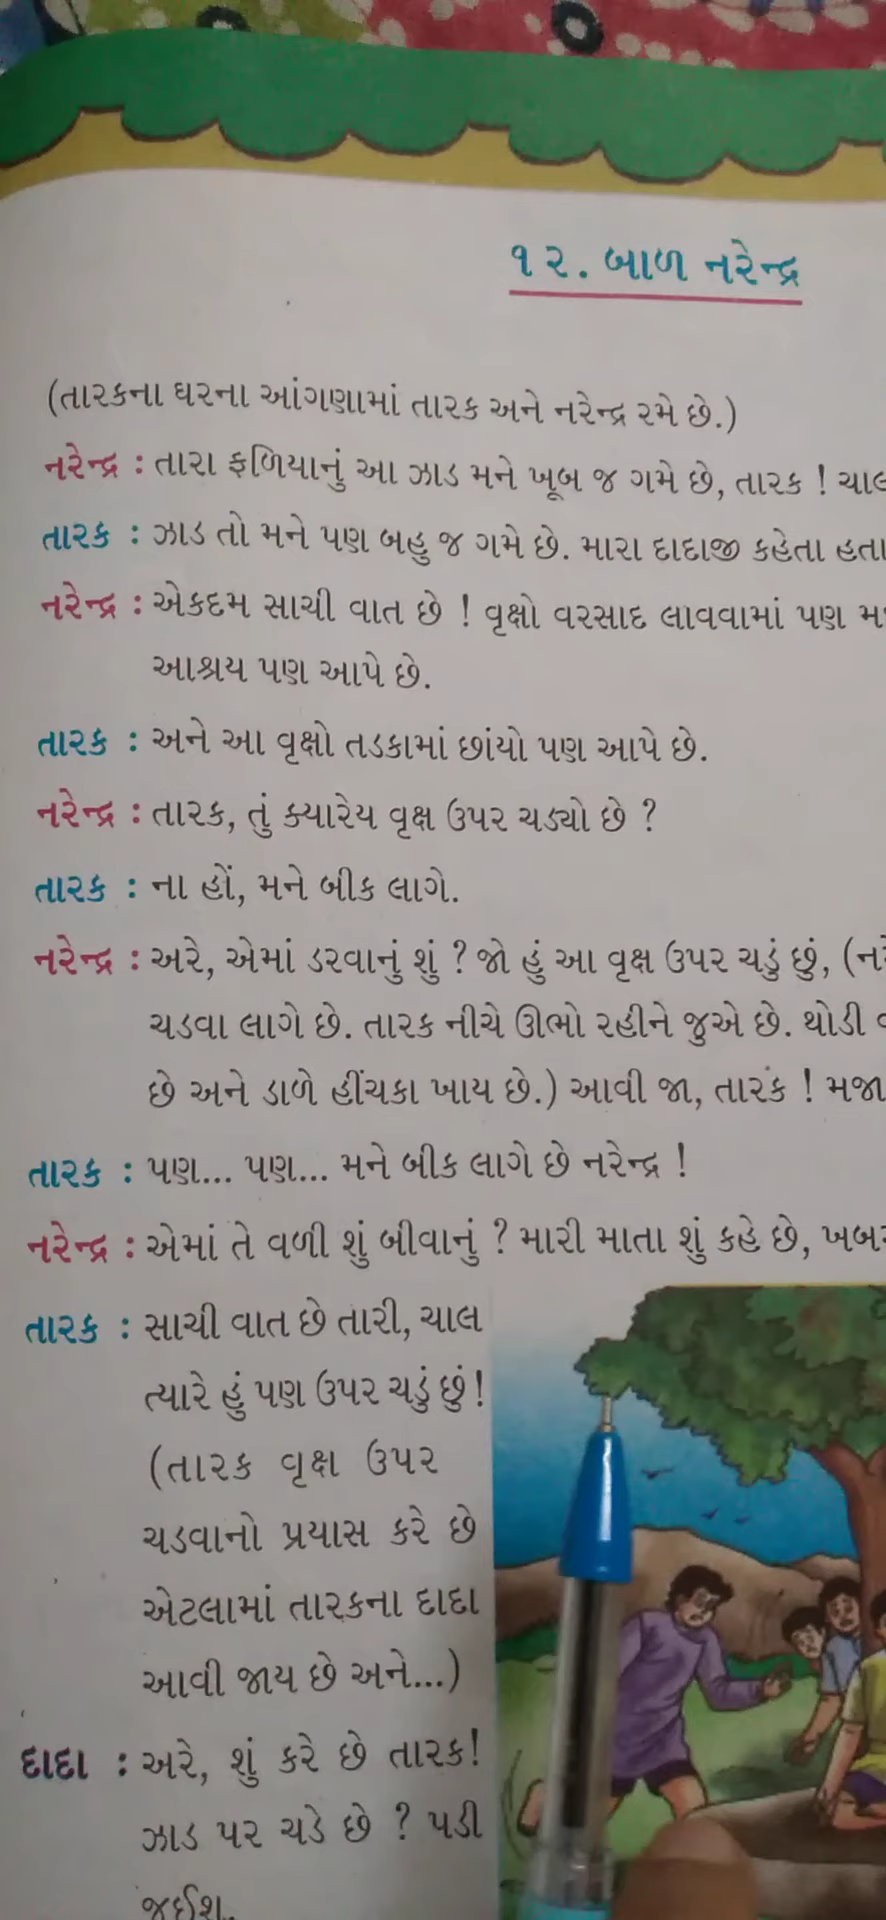 ૧૨. બાળ નરેન્દ્ર
(તારકના ઘરના આંગણામાં તારક અને નરેન્દ્ર રમે છે.)
નરેન્દ્ર : તારા ફળિયાનું આ ઝાડ મને ખૂબ જ ગમે છે, તારક !
તારક : ઝાડ તો મને પણ બહુ જ ગમે છે. મારા દાદાજી કહેતા હતા
નરેન્દ્ર : એકદમ સાચી વાત છે ! વૃક્ષો વરસાદ લાવવામાં પણ
આશ્રય પણ આપે છે.
તારક : અને આ વૃક્ષો તડકામાં છાંયો પણ આપે છે.
નરેન્દ્ર : તારક, તું ક્યારેય વૃક્ષ ઉપર ચડ્યો છે ?
તારક : ના હોં, મને બીક લાગે.
નરેન્દ્ર : અરે, એમાં ડરવાનું શું ? જો હું આ વૃક્ષ ઉપર ચડું છું,
ચડવા લાગે છે. તારક નીચે ઊભો રહીને જુએ છે. થોડી
છે અને ડાળે હીંચકા ખાય છે.) આવી જા, તારક ! મજા
તારક : પણ... પણ... મને બીક લાગે છે નરેન્દ્ર !
નરેન્દ્ર : એમાં તે વળી શું બીવાનું ? મારી માતા શું કહે છે,
તારક : સાચી વાત છે તારી, ચાલ
ત્યારે હું પણ ઉપર ચડું છું!
(તારક વૃક્ષ ઉપર
ચડવાનો પ્રયાસ કરે છે
એટલામાં તારકના દાદા
આવી જાય છે અને...)
દાદા : અરે, શું કરે છે તારક!
ઝાડ પર ચડે છે ? પડી
જઈશ.